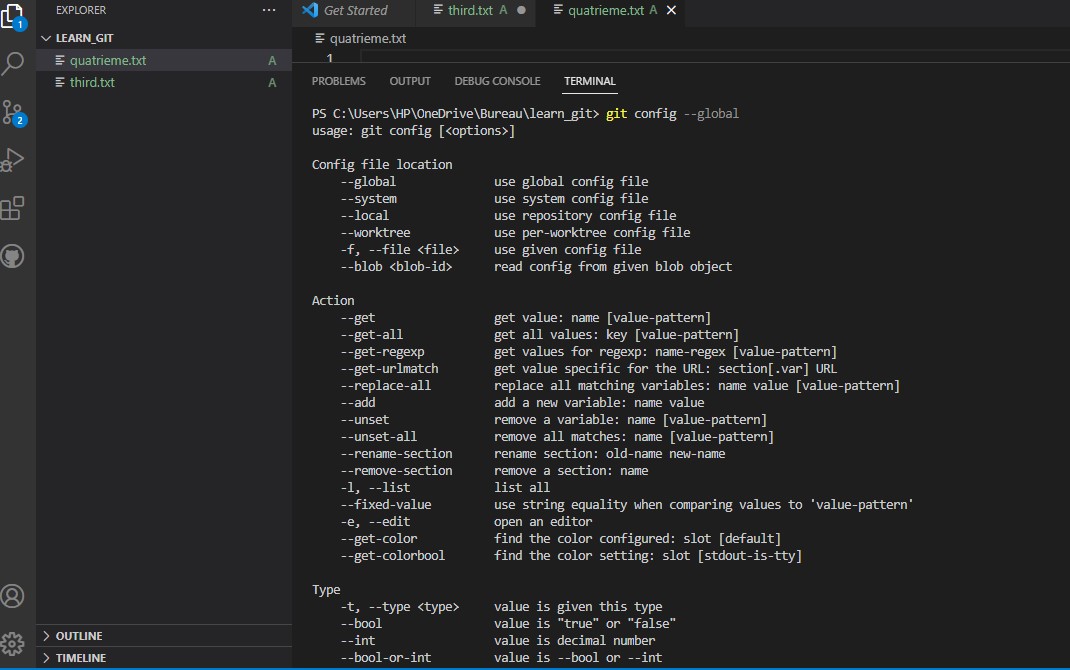 EXPLORER ...
LEARN_GIT
quatrieme.txt A
third.txt A
OUTLINE
TIMELINE
1
2
Get Started third.txt A quatrieme.txt A
quatrieme.txt
1
PROBLEMS OUTPUT DEBUG CONSOLE TERMINAL
PS C:\Users\HP\OneDrive\Bureau\learn_git> git config --global
usage: git config [<options>]
Config file location
--global use global config file
--system use system config file
--local use repository config file
--worktree use per-worktree config file
-f, --file <file> use given config file
--blob <blob-id> read config from given blob object
Action
--get get value: name [value-pattern]
--get-all get all values: key [value-pattern]
--get-regexp get values for regexp: name-regex [value-pattern]
--get-urlmatch get value specific for the URL: section[.var] URL
--replace-all replace all matching variables: name value [value-pattern]
--add add a new variable: name value
--unset remove a variable: name [value-pattern]
--unset-all remove all matches: name [value-pattern]
--rename-section rename section: old-name new-name
--remove-section remove a section: name
-l, --list list all
--fixed-value use string equality when comparing values to 'value-pattern'
-e, --edit open an editor
--get-color find the color configured: slot [default]
--get-colorbool find the color setting: slot [stdout-is-tty]
Type
-t, --type <type> value is given this type
--bool value is "true" or "false"
--int value is decimal number
--bool-or-int value is --bool or --int